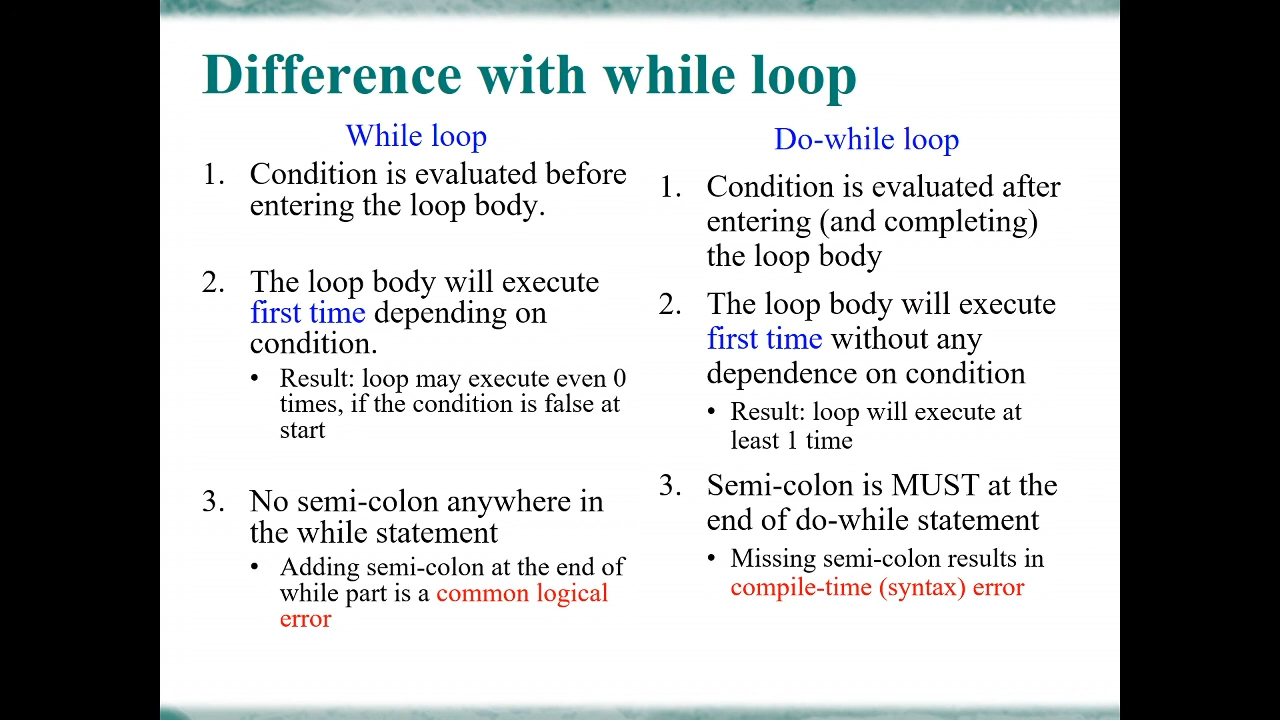 Difference with while loop
While loop
1. Condition is evaluated before
entering the loop body.
2. The loop body will execute
first time depending on
condition.
• Result: loop may execute even 0
times, if the condition is false at
start
3. No semi-colon anywhere in
the while statement
• Adding semi-colon at the end of
while part is a common logical
error
Do-while loop
1. Condition is evaluated after
entering (and completing)
the loop body
2. The loop body will execute
first time without any
dependence on condition
• Result: loop will execute at
least 1 time
3. Semi-colon is MUST at the
end of do-while statement
• Missing semi-colon results in
compile-time (syntax) error